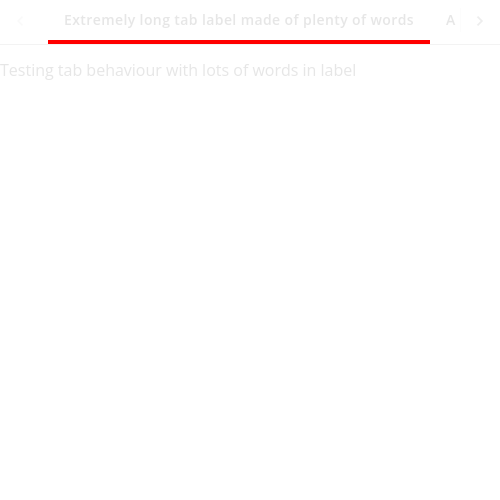 Extremely long tab label made of plenty of words A
Testing tab behaviour with lots of words in label